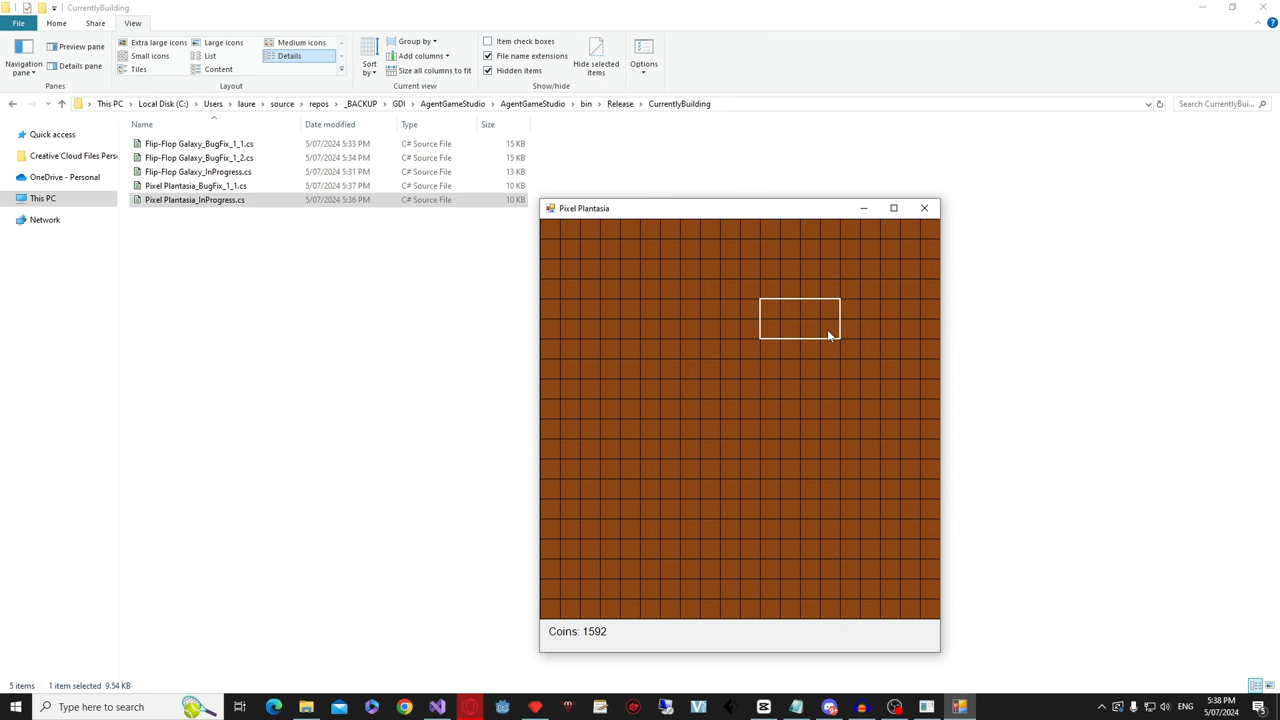 CurrentlyBuilding
File Home Share View
Preview pane
Details pane
Navigation pane
Panes
Extra large icons Large icons Medium icons
Small icons List Details
Tiles Content
Layout
Sort by
Group by
Add columns
Size all columns to fit
Current view
Item check boxes
File name extensions
Hidden items
Hide selected items
Show/hide
Options
This PC Local Disk (C:) Users laure source repos _BACKUP GDI AgentGameStudio AgentGameStudio bin Release CurrentlyBuilding
Search CurrentlyBui...
Name Date modified Type Size
Quick access
Creative Cloud Files Pers
OneDrive - Personal
This PC
Network
Flip-Flop Galaxy_BugFix_1_1.cs 5/07/2024 5:33 PM C# Source File 15 KB
Flip-Flop Galaxy_BugFix_1_2.cs 5/07/2024 5:34 PM C# Source File 15 KB
Flip-Flop Galaxy_InProgress.cs 5/07/2024 5:31 PM C# Source File 13 KB
Pixel Plantasia_BugFix_1_1.cs 5/07/2024 5:37 PM C# Source File 10 KB
Pixel Plantasia_InProgress.cs 5/07/2024 5:36 PM C# Source File 10 KB
Pixel Plantasia
Coins: 1592
5 items 1 item selected 9.54 KB
Type here to search
ENG
5:38 PM
5/07/2024